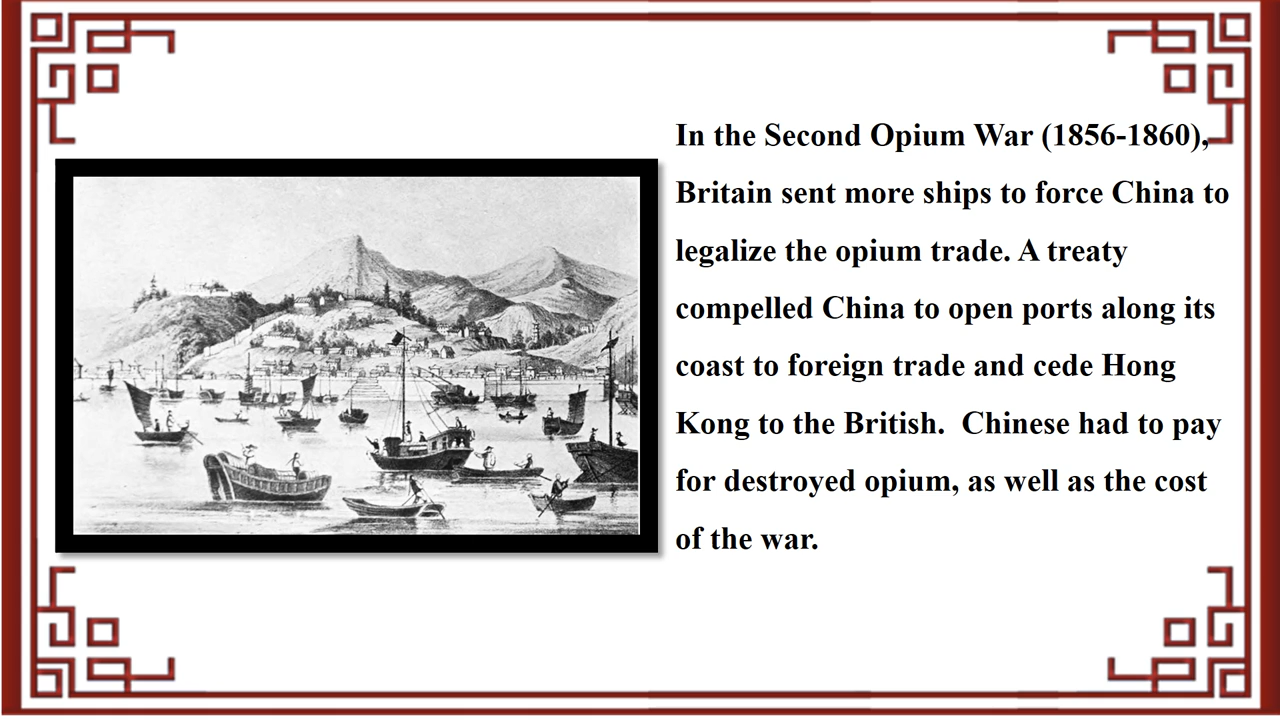 In the Second Opium War (1856-1860),
Britain sent more ships to force China to
legalize the opium trade. A treaty
compelled China to open ports along its
coast to foreign trade and cede Hong
Kong to the British.  Chinese had to pay
for destroyed opium, as well as the cost
of the war.